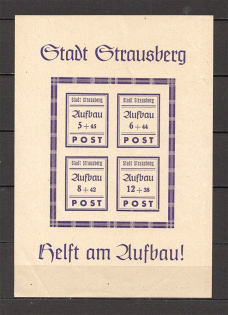 Stadt Strausberg
Stadt Strausberg
Aufbau
5 + 45
POST
Stadt Strausberg
Aufbau
6 + 44
POST
Stadt Strausberg
Aufbau
8 + 42
POST
Stadt Strausberg
Aufbau
12 + 38
POST
Helft am Aufbau!